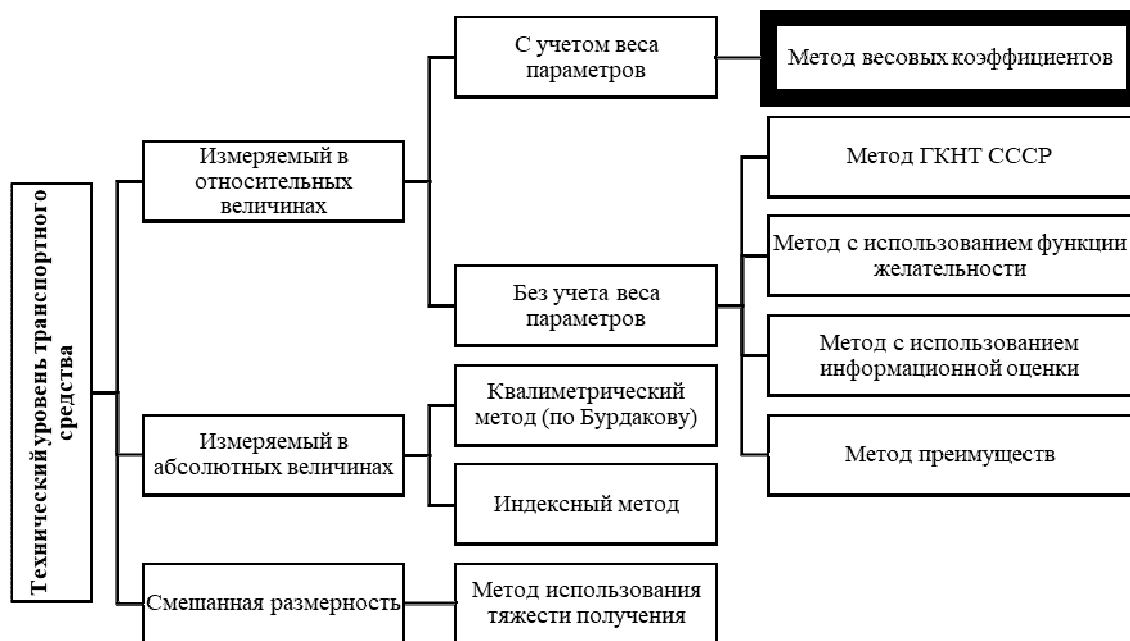 Технический уровень транспортного
средства
Измеряемый в
относительных
величинах
С учетом веса
параметров
Метод весовых коэффициентов
Без учета веса
параметров
Метод ГКНТ СССР
Метод с использованием функции
желательности
Метод с использованием
информационной оценки
Метод преимуществ
Измеряемый в
абсолютных величинах
Квалиметрический
метод (по Бурдакову)
Индексный метод
Смешанная размерность
Метод использования
тяжести получения